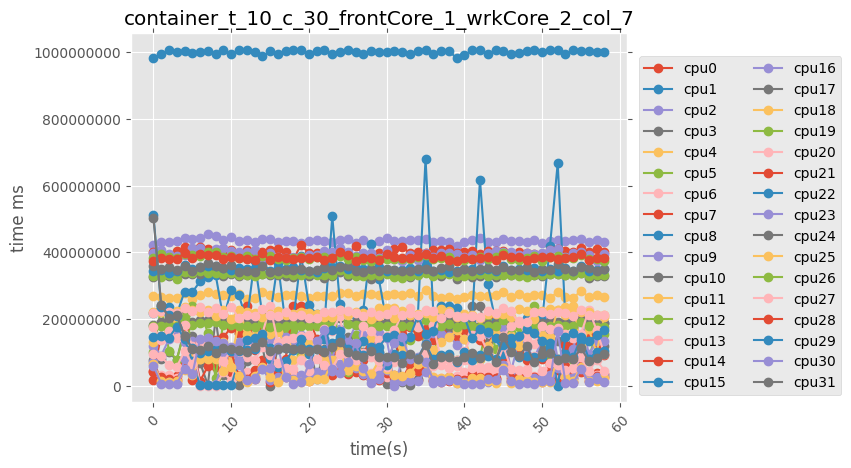 container_t_10_c_30_frontCore_1_wrkCore_2_col_7
1000000000
800000000
600000000
400000000
200000000
0
time ms
0
10
20
30
40
50
60
time(s)
cpu0
cpu1
cpu2
cpu3
cpu4
cpu5
cpu6
cpu7
cpu8
cpu9
cpu10
cpu11
cpu12
cpu13
cpu14
cpu15
cpu16
cpu17
cpu18
cpu19
cpu20
cpu21
cpu22
cpu23
cpu24
cpu25
cpu26
cpu27
cpu28
cpu29
cpu30
cpu31